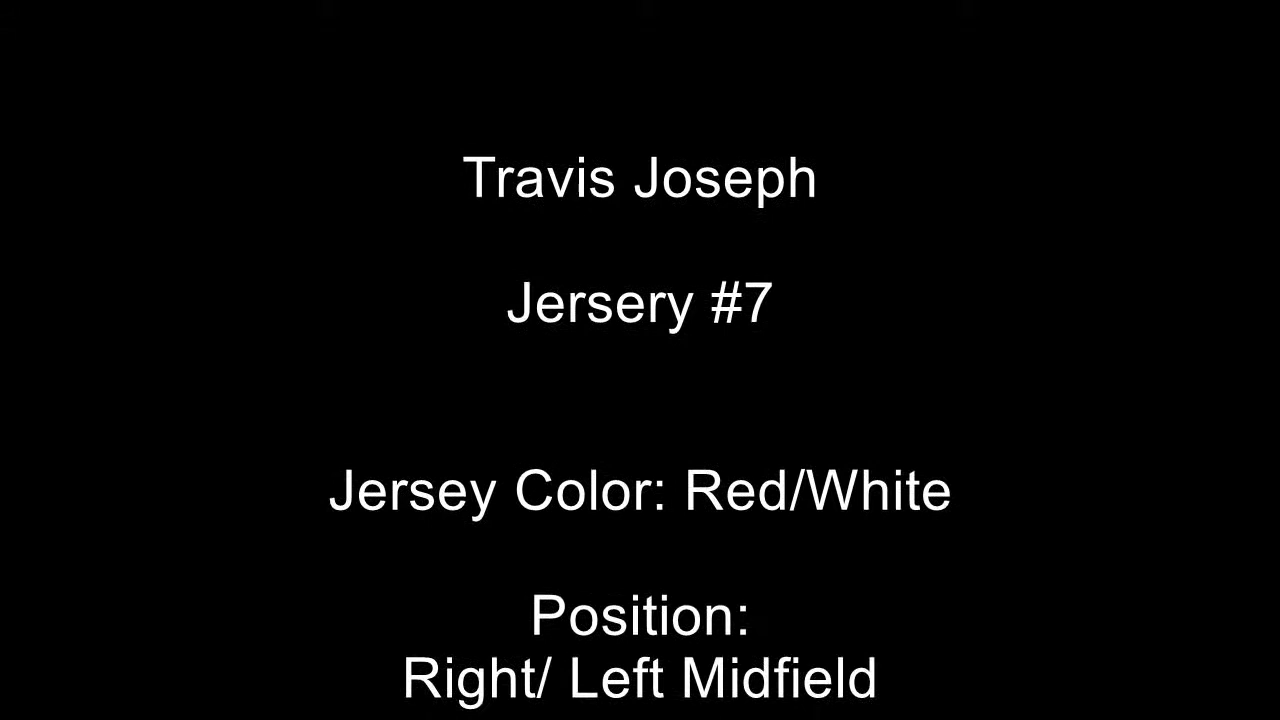 Travis Joseph
Jersery #7
Jersey Color: Red/White
Position:
Right/ Left Midfield